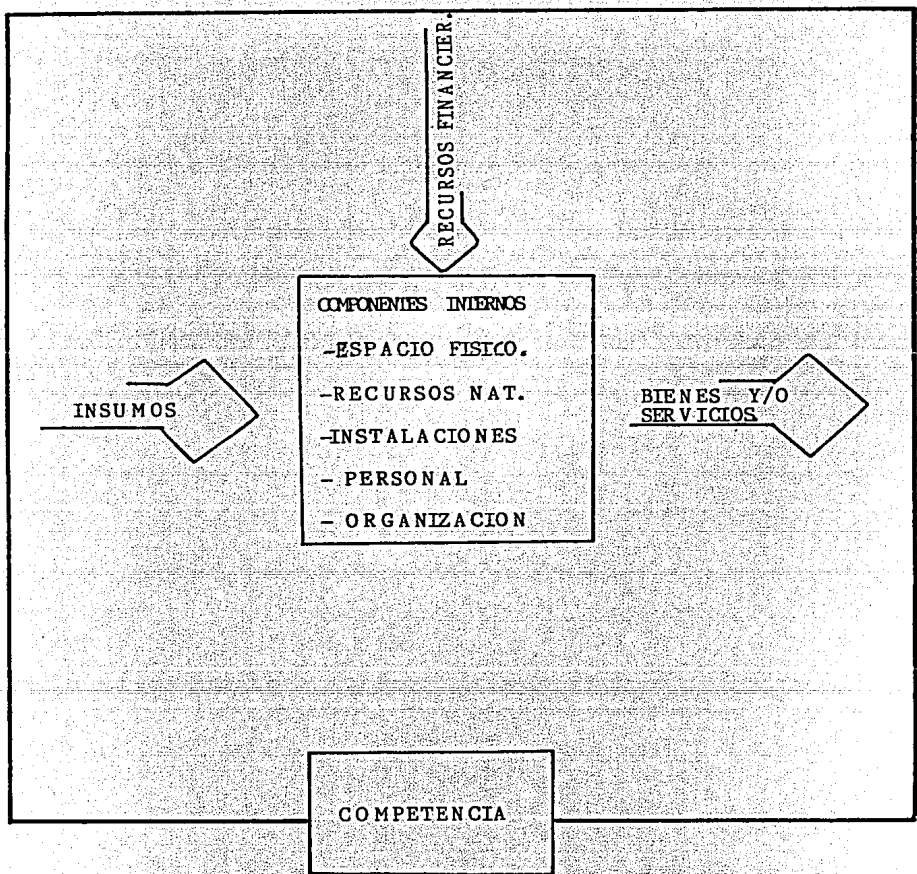 RECURSOS FINANCIER.
COMPONENTES INTERNOS
-ESPACIO FISICO.
-RECURSOS NAT.
-INSTALACIONES
- PERSONAL
- ORGANIZACION
INSUMOS
BIENES Y/O
SERVICIOS.
COMPETENCIA